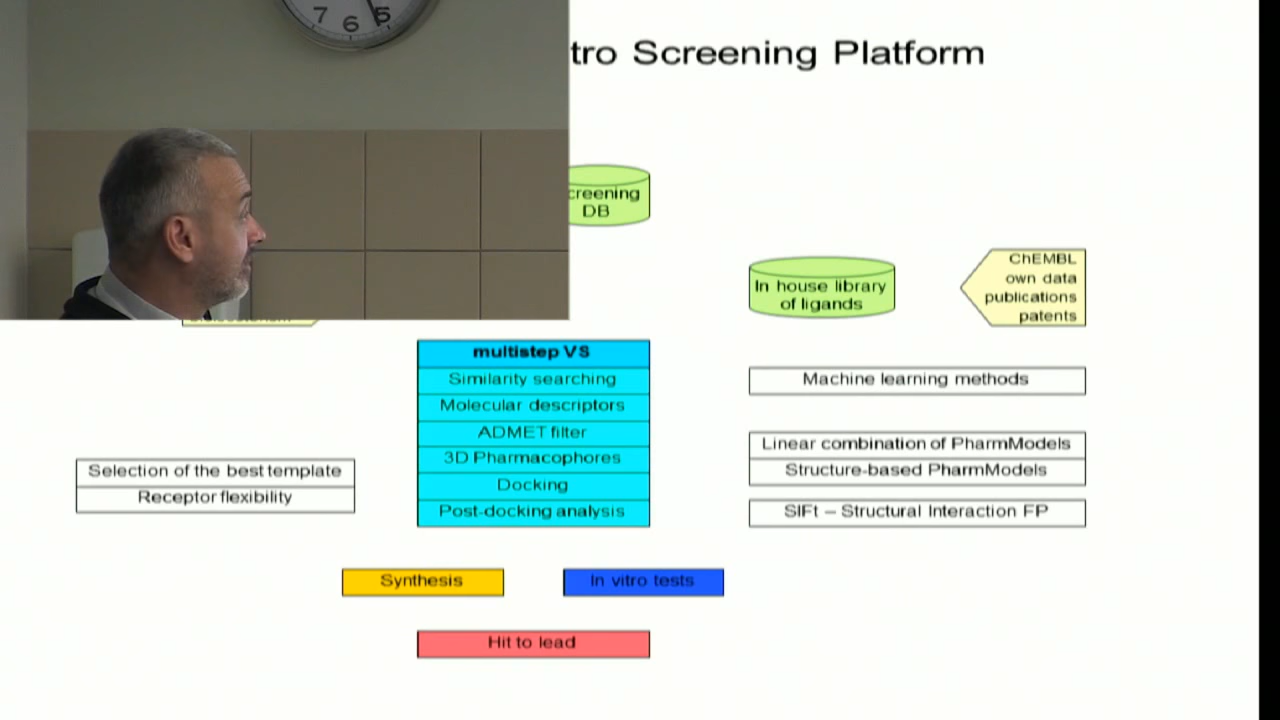 7 6 5
tro Screening Platform
creening
DB
In house library
of ligands
ChEMBL
own data
publications
patents
multistep VS
Similarity searching
Molecular descriptors
ADMET filter
3D Pharmacophores
Docking
Post-docking analysis
Machine learning methods
Linear combination of PharmModels
Structure-based PharmModels
SIFt – Structural Interaction FP
Selection of the best template
Receptor flexibility
Synthesis
In vitro tests
Hit to lead